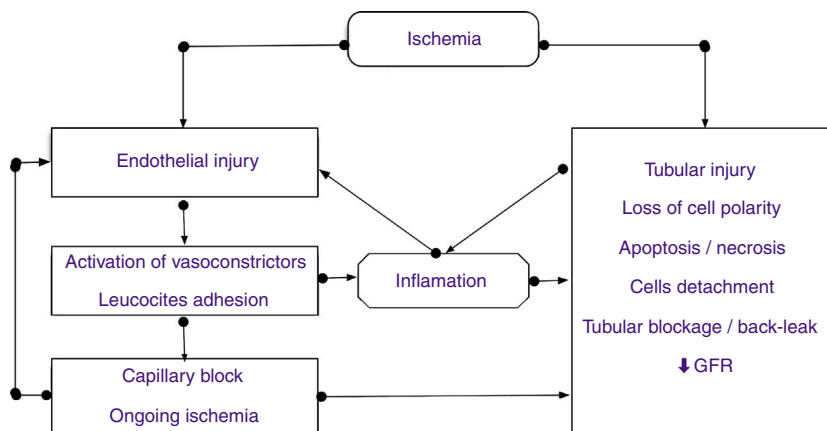 Ischemia
Endothelial injury
Activation of vasoconstrictors
Leucocites adhesion
Capillary block
Ongoing ischemia
Inflamation
Tubular injury
Loss of cell polarity
Apoptosis / necrosis
Cells detachment
Tubular blockage / back-leak
⬇GFR